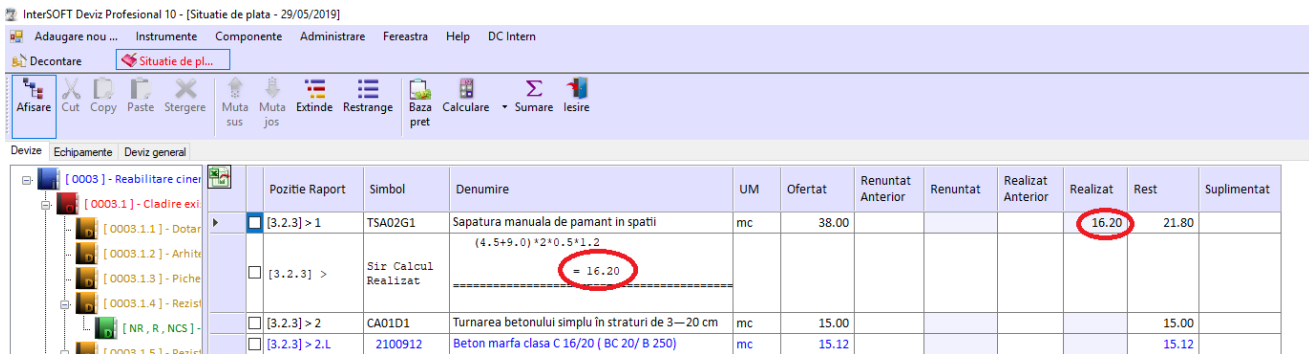 InterSOFT Deviz Profesional 10 - [Situatie de plata - 29/05/2019]
Adaugare nou ... Instrumente Componente Administrare Fereastra Help DC Intern
Decontare Situatie de pl...
Afisare Cut Copy Paste Stergere Muta sus Muta jos Extinde Restrange Baza pret Calculare Sumare Iesire
Devize Echipamente Deviz general
[ 0003 ] - Reabilitare ciner
[ 0003.1 ] - Cladire exi
[ 0003.1.1 ] - Dotar
[ 0003.1.2 ] - Arhite
[ 0003.1.3 ] - Piche
[ 0003.1.4 ] - Rezist
[ NR , R , NCS ] -
[ 0003.1.5 ] - Rezist
Pozitie Raport Simbol Denumire UM Ofertat Renuntat Anterior Renuntat Realizat Anterior Realizat Rest Suplimentat
[3.2.3] > 1 TSA02G1 Sapatura manuala de pamant in spatii mc 38.00 16.20 21.80
(4.5+9.0)*2*0.5*1.2
[3.2.3] > Sir Calcul Realizat = 16.20
==========================================
[3.2.3] > 2 CA01D1 Turnarea betonului simplu în straturi de 3—20 cm mc 15.00 15.00
[3.2.3] > 2.L 2100912 Beton marfa clasa C 16/20 ( BC 20/ B 250) mc 15.12 15.12